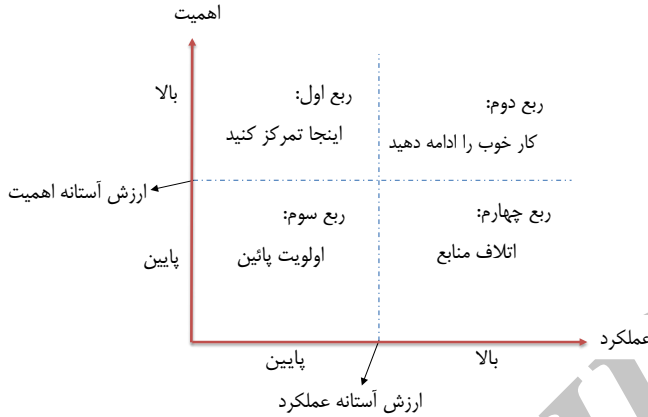 اهمیت
بالا
ربع اول:
اینجا تمرکز کنید
ربع دوم:
کار خوب را ادامه دهید
ارزش آستانه اهمیت
پایین
ربع سوم:
اولویت پائین
ربع چهارم:
اتلاف منابع
عملکرد
پایین
بالا
ارزش آستانه عملکرد